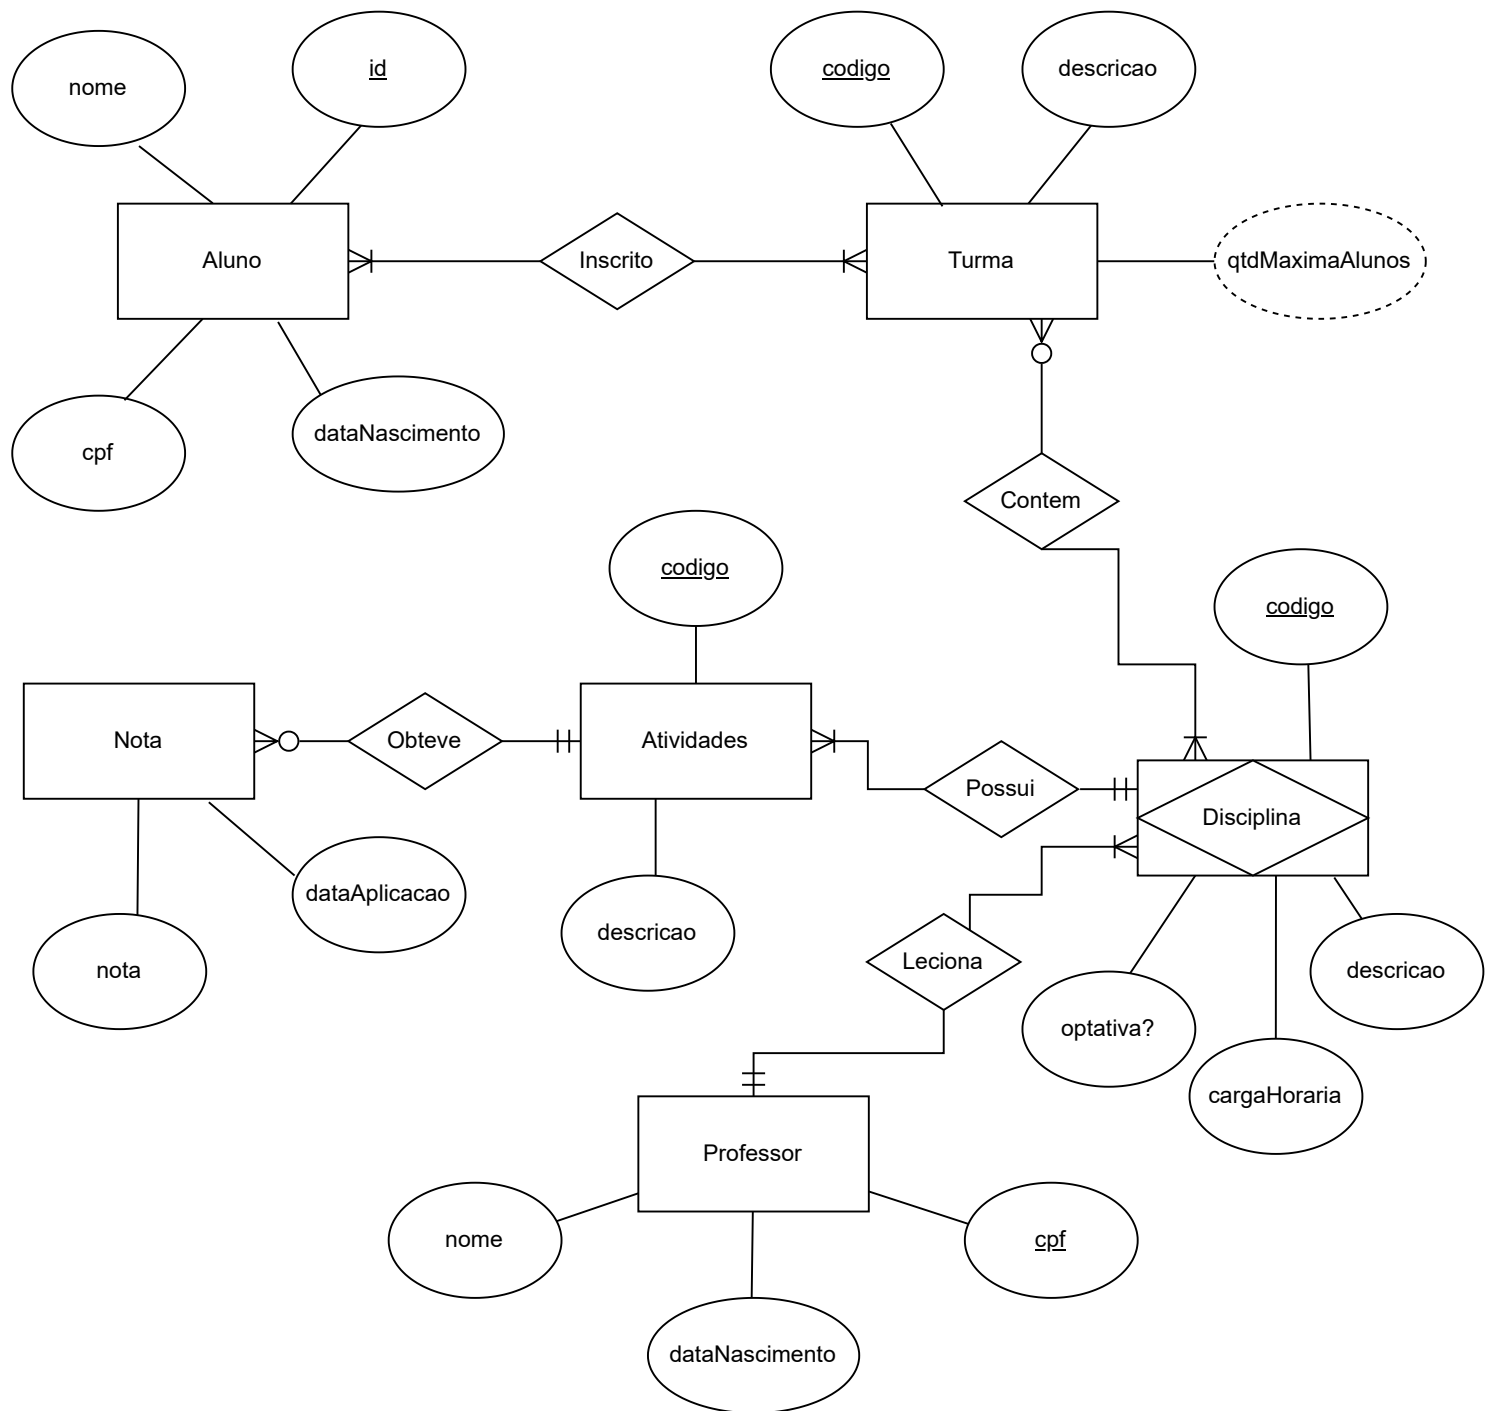 nome
id
codigo
descricao
Aluno
Inscrito
Turma
qtdMaximaAlunos
cpf
dataNascimento
Contem
codigo
codigo
Nota
Obteve
Atividades
Possui
Disciplina
dataAplicacao
nota
descricao
Leciona
optativa?
descricao
cargaHoraria
Professor
nome
cpf
dataNascimento